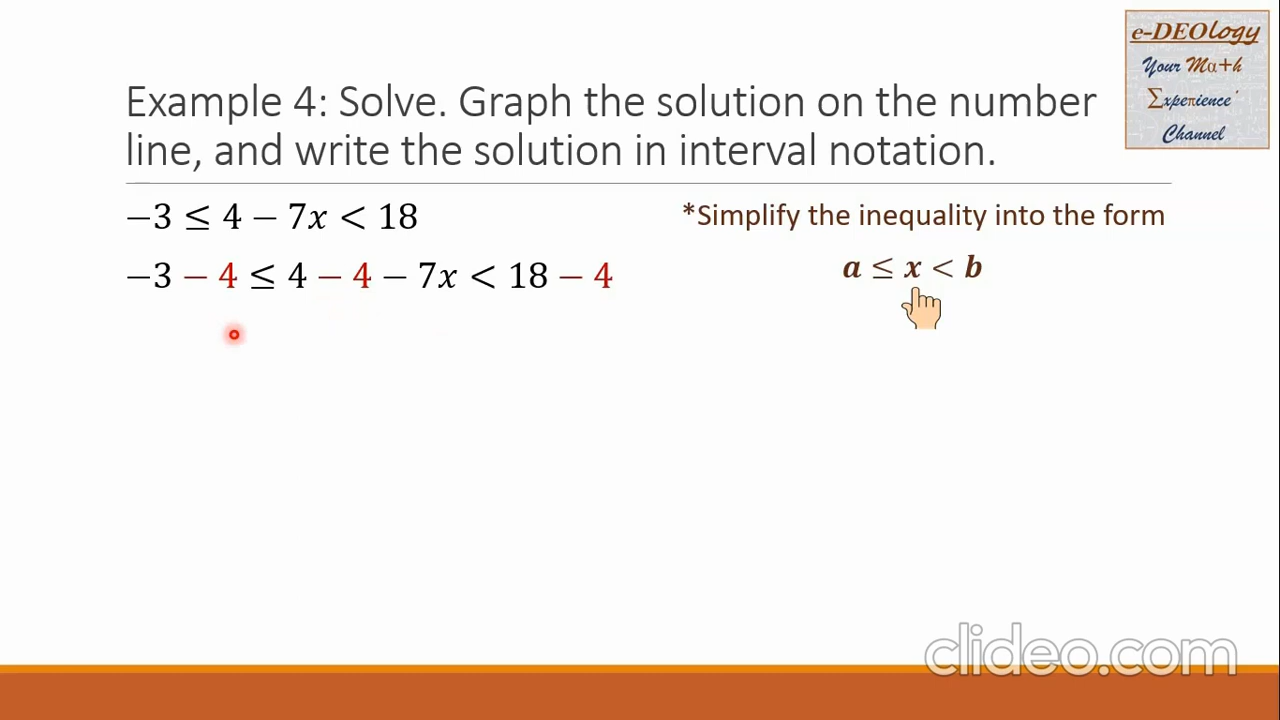 e-DEOlogy
Your Mα+h
Σxpeπience'
Channel
Example 4: Solve. Graph the solution on the number
line, and write the solution in interval notation.
−3 ≤ 4 − 7x < 18
*Simplify the inequality into the form
−3 − 4 ≤ 4 − 4 − 7x < 18 − 4
a ≤ x < b
clideo.com